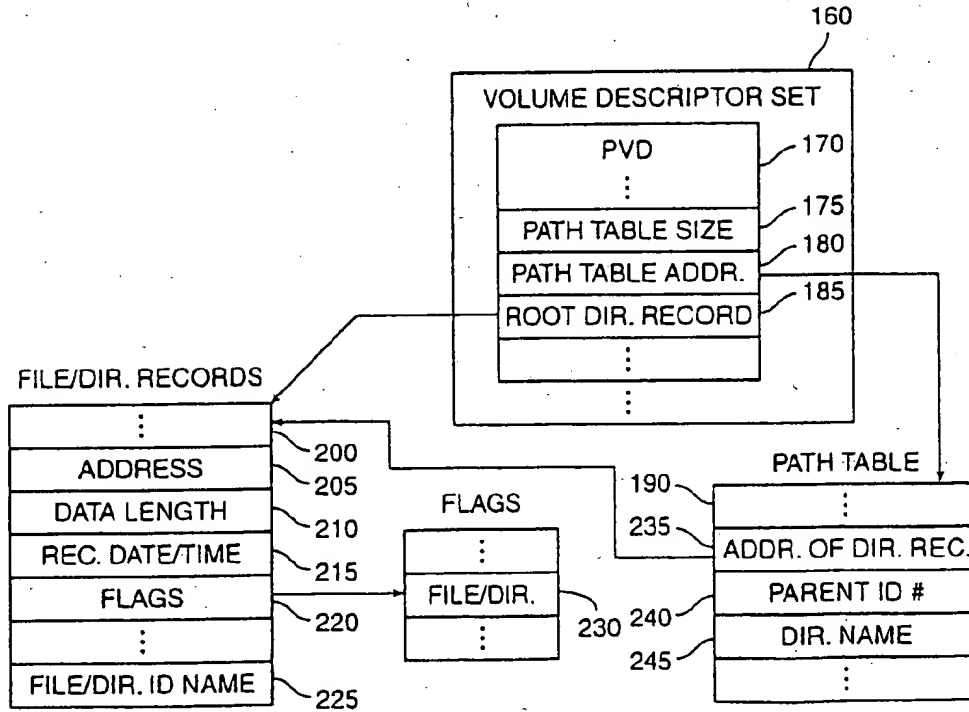 160
VOLUME DESCRIPTOR SET
PVD
170
175
PATH TABLE SIZE
180
PATH TABLE ADDR.
185
ROOT DIR. RECORD
FILE/DIR. RECORDS
200
ADDRESS
205
DATA LENGTH
210
REC. DATE/TIME
215
FLAGS
220
FILE/DIR. ID NAME
225
FLAGS
FILE/DIR.
230
PATH TABLE
190
235
ADDR. OF DIR. REC.
PARENT ID #
240
DIR. NAME
245